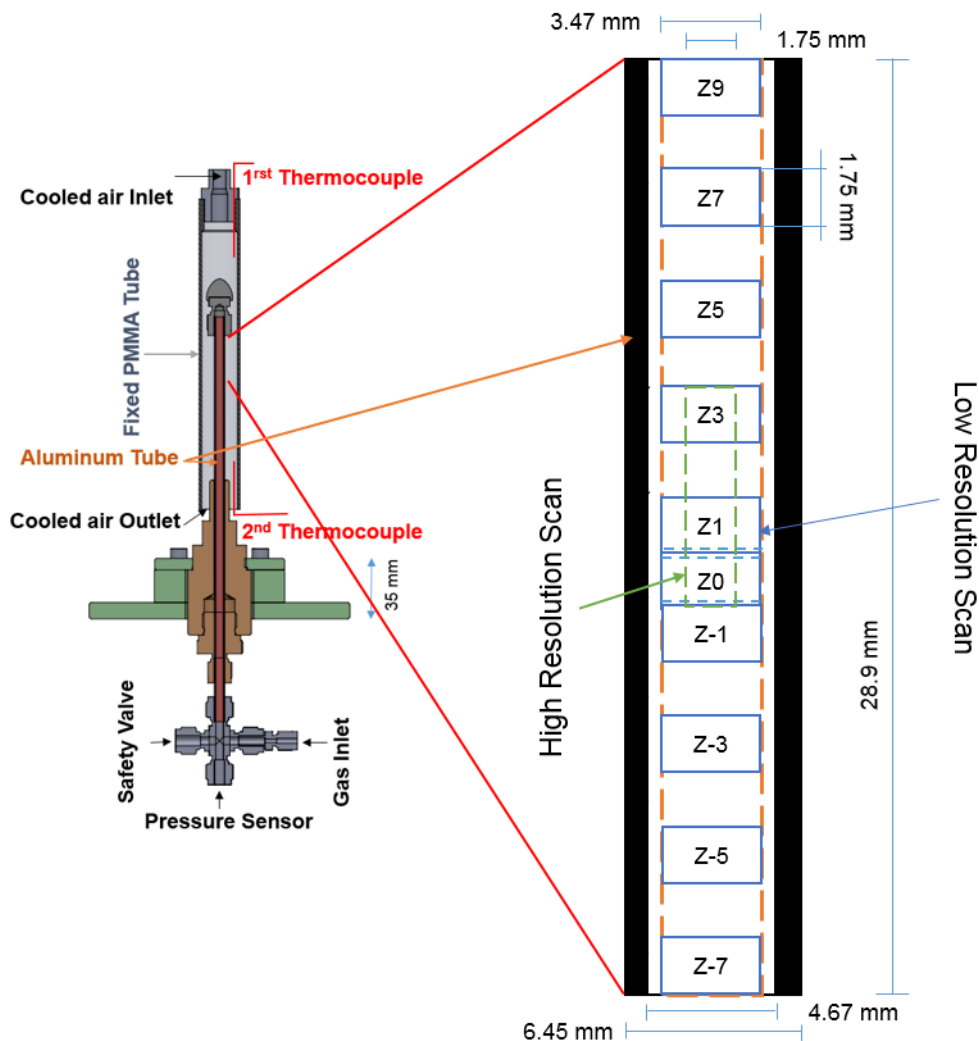 3.47 mm
1.75 mm
Z9
Z7
1.75 mm
Z5
Z3
Z1
Z0
Z-1
Z-3
Z-5
Z-7
28.9 mm
4.67 mm
6.45 mm
High Resolution Scan
Low Resolution Scan
1rst Thermocouple
Cooled air Inlet
Fixed PMMA Tube
Aluminum Tube
Cooled air Outlet
2nd Thermocouple
35 mm
Safety Valve
Gas Inlet
Pressure Sensor